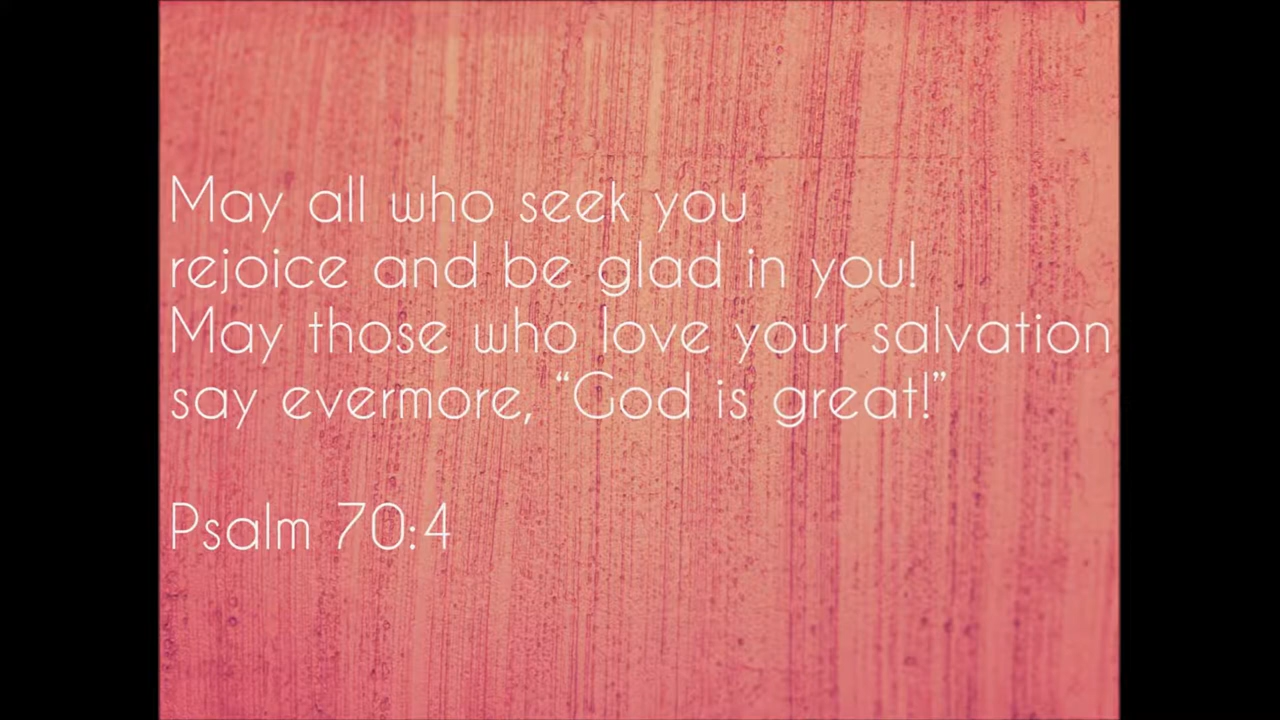 May all who seek you
rejoice and be glad in you!
May those who love your salvation
say evermore, “God is great!”
Psalm 70:4